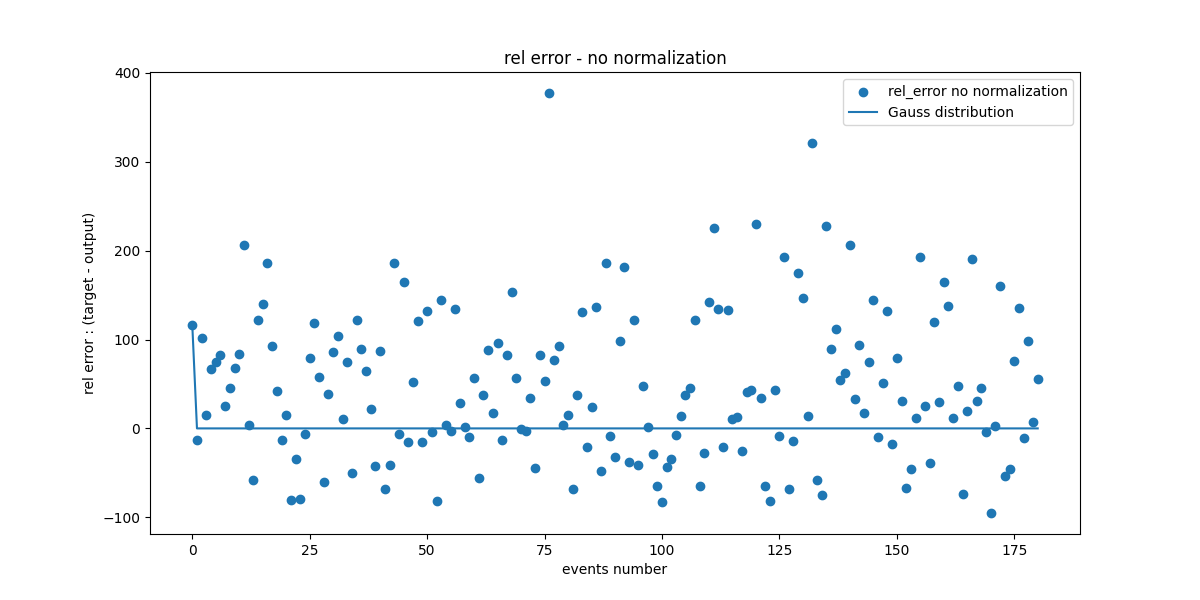 rel error - no normalization
rel_error no normalization
Gauss distribution
400
300
200
100
0
−100
rel error : (target - output)
0
25
50
75
100
125
150
175
events number